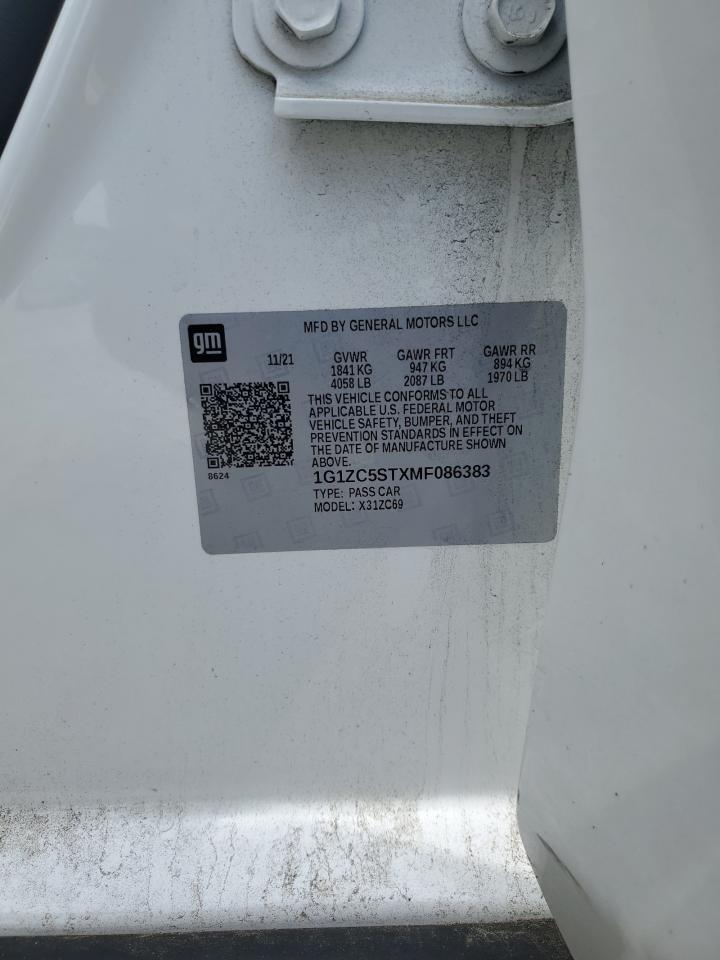 MFD BY GENERAL MOTORS LLC
gm
11/21 GVWR GAWR FRT GAWR RR
1841 KG 947 KG 894 KG
4058 LB 2087 LB 1970 LB
THIS VEHICLE CONFORMS TO ALL
APPLICABLE U.S. FEDERAL MOTOR
VEHICLE SAFETY, BUMPER, AND THEFT
PREVENTION STANDARDS IN EFFECT ON
THE DATE OF MANUFACTURE SHOWN
ABOVE.
8624
1G1ZC5STXMF086383
TYPE: PASS CAR
MODEL: X31ZC69